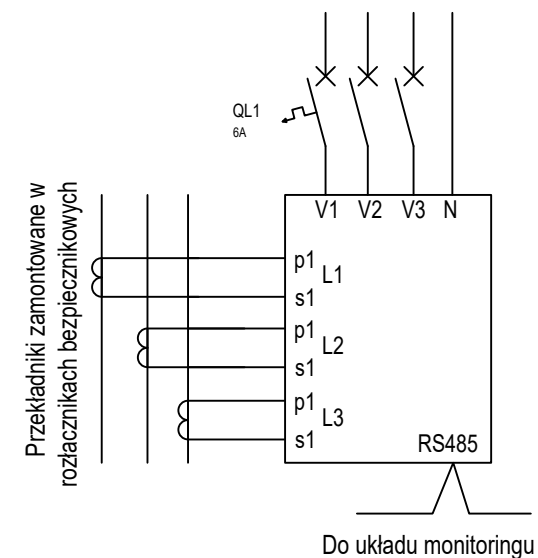 QL1
6A
V1 V2 V3 N
Przekładniki zamontowane w
rozłacznikach bezpiecznikowych
p1
L1
s1
p1
L2
s1
p1
L3
s1
RS485
Do układu monitoringu